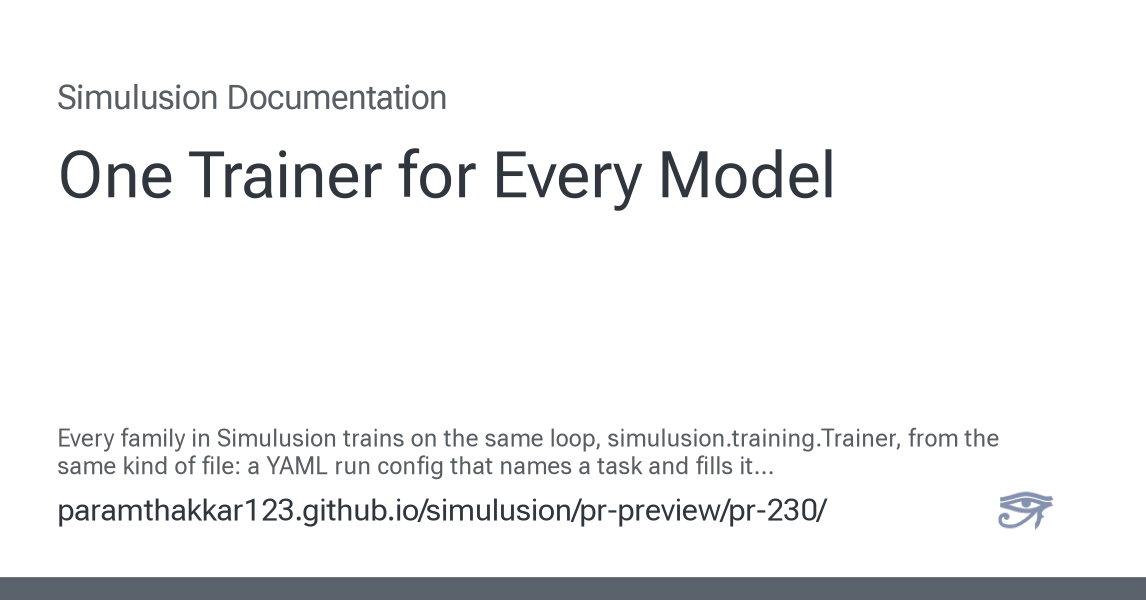 Simulusion Documentation
One Trainer for Every Model
Every family in Simulusion trains on the same loop, simulusion.training.Trainer, from the
same kind of file: a YAML run config that names a task and fills it...
paramthakkar123.github.io/simulusion/pr-preview/pr-230/